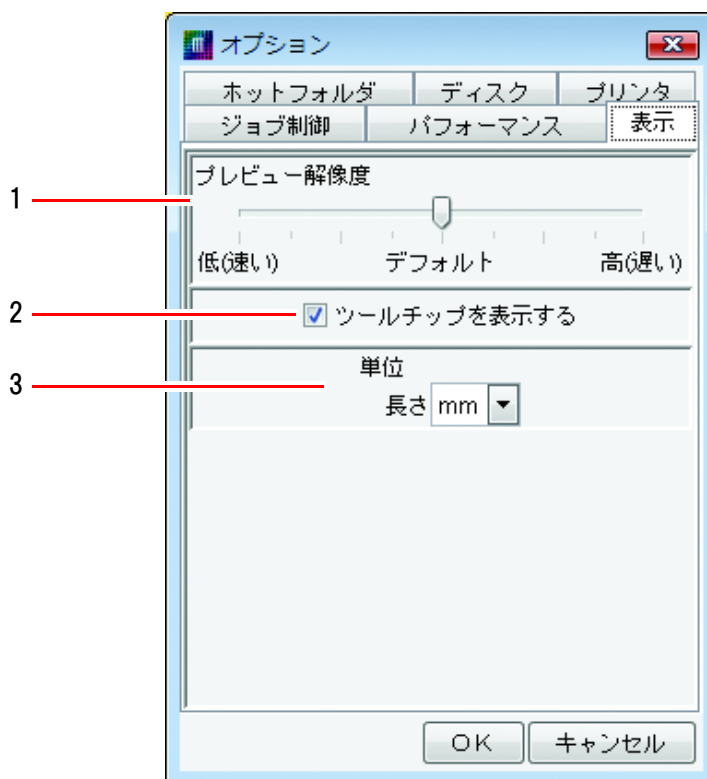 オプション
ホットフォルダ ディスク プリンタ
ジョブ制御 パフォーマンス 表示
1
プレビュー解像度
低(速い) デフォルト 高(遅い)
2
ツールチップを表示する
3
単位
長さ mm
OK キャンセル